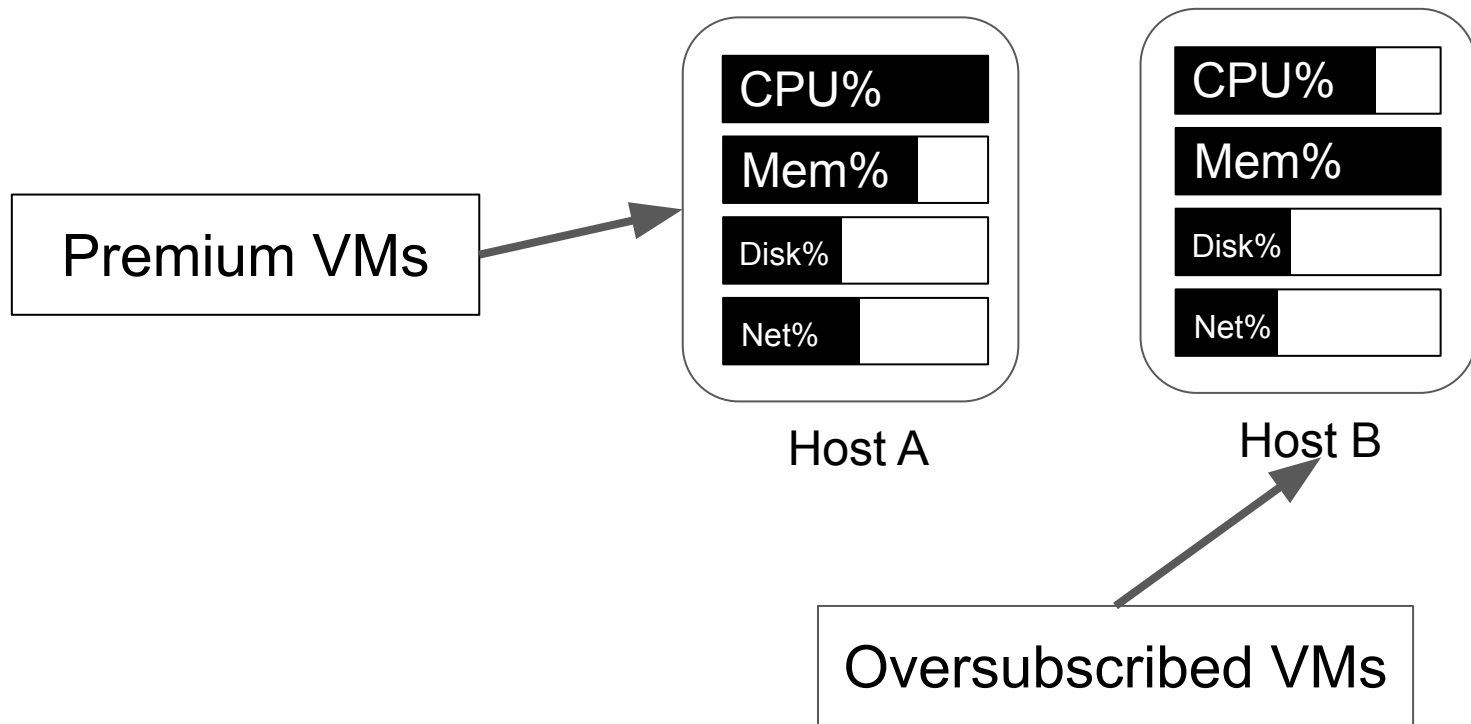 Premium VMs
CPU%
Mem%
Disk%
Net%
Host A
CPU%
Mem%
Disk%
Net%
Host B
Oversubscribed VMs